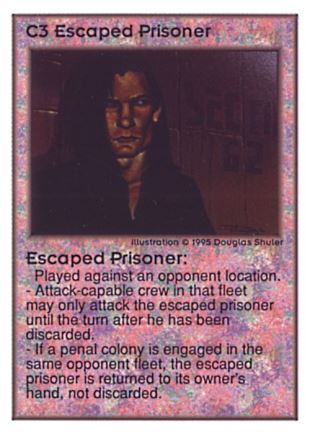 C3 Escaped Prisoner
62
Illustration © 1995 Douglas Shuler
Escaped Prisoner:
Played against an opponent location.
- Attack-capable crew in that fleet
may only attack the escaped prisoner
until the turn after he has been
discarded.
- If a penal colony is engaged in the
same opponent fleet, the escaped
prisoner is returned to its owner's
hand, not discarded.